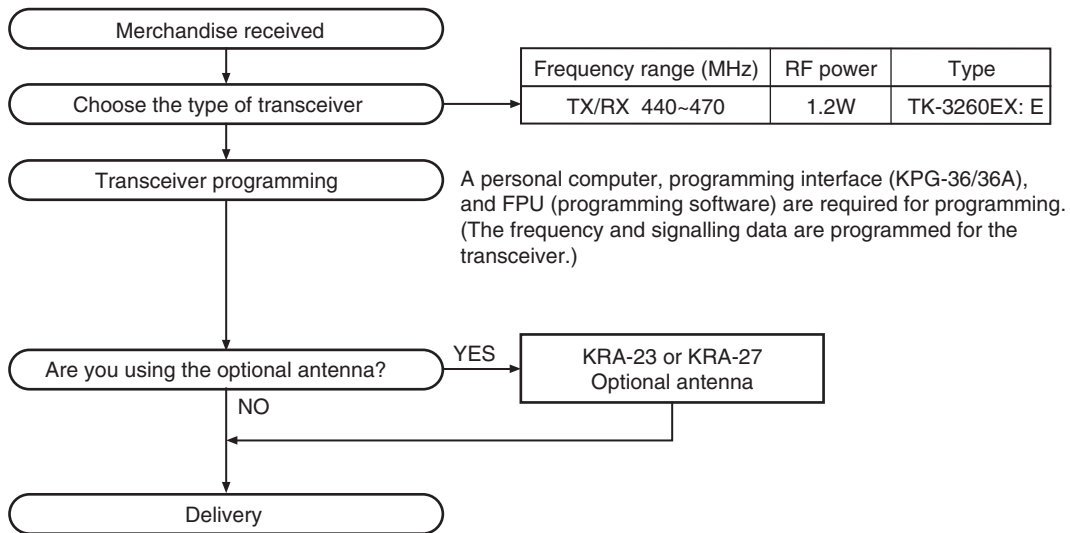 Merchandise received
Choose the type of transceiver
Frequency range (MHz) RF power Type
TX/RX 440~470 1.2W TK-3260EX: E
Transceiver programming
A personal computer, programming interface (KPG-36/36A),
and FPU (programming software) are required for programming.
(The frequency and signalling data are programmed for the
transceiver.)
Are you using the optional antenna?
YES
KRA-23 or KRA-27
Optional antenna
NO
Delivery